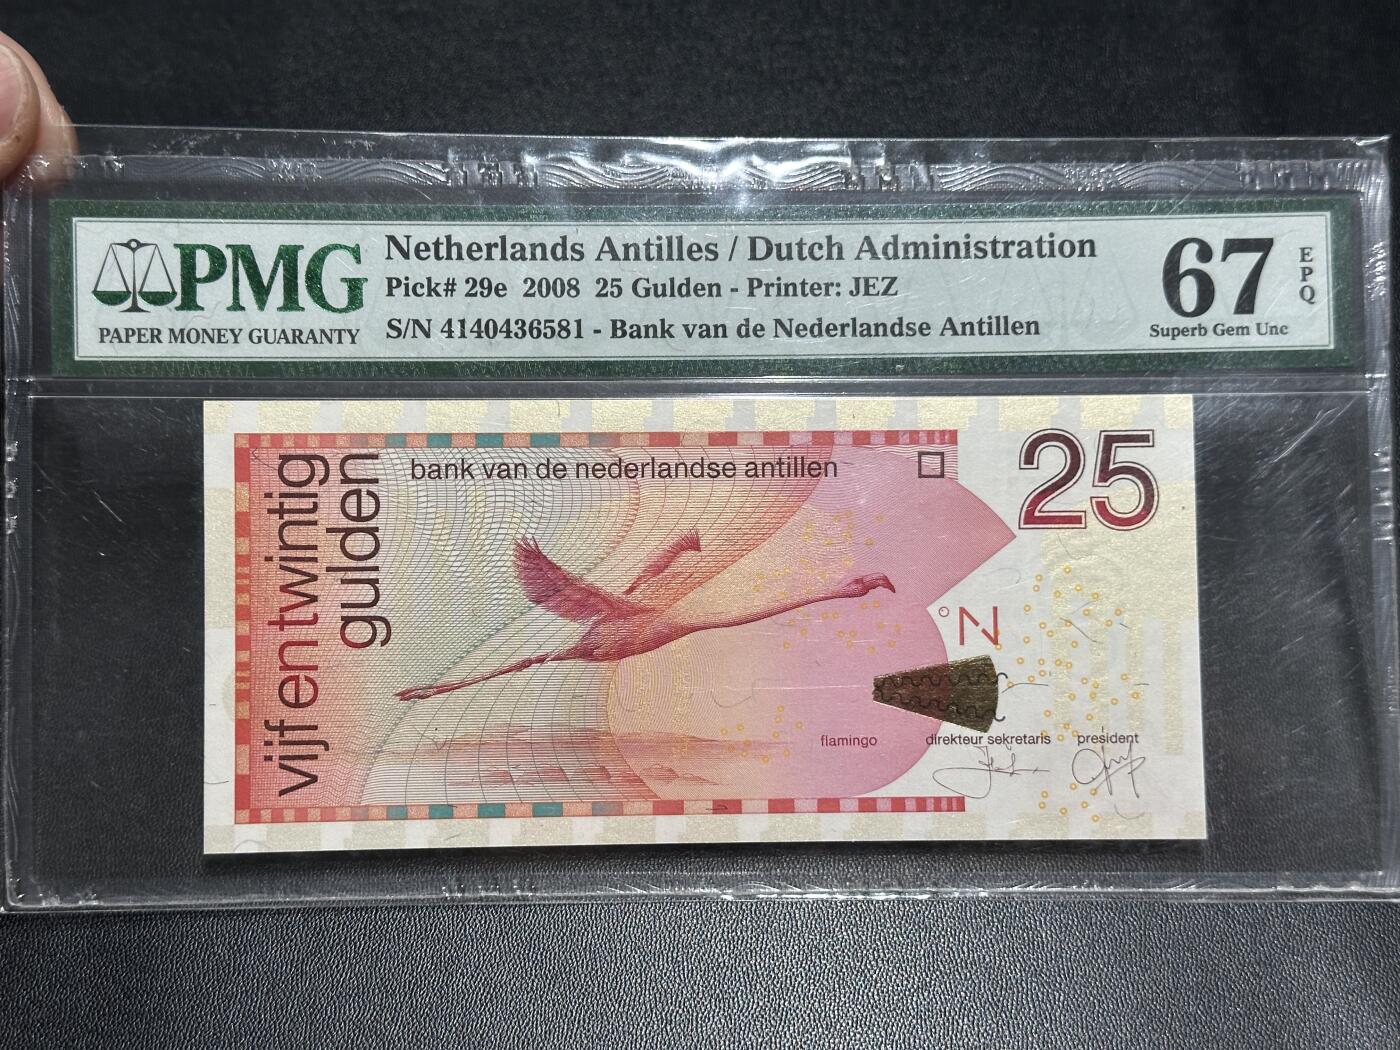 PMG
PAPER MONEY GUARANTY
Netherlands Antilles / Dutch Administration
Pick# 29e 2008 25 Gulden - Printer: JEZ
S/N 4140436581 - Bank van de Nederlandse Antillen
67
EPQ
Superb Gem Unc
vijfentwintig
gulden
bank van de nederlandse antillen
25
°N
flamingo
direkteur sekretaris
president